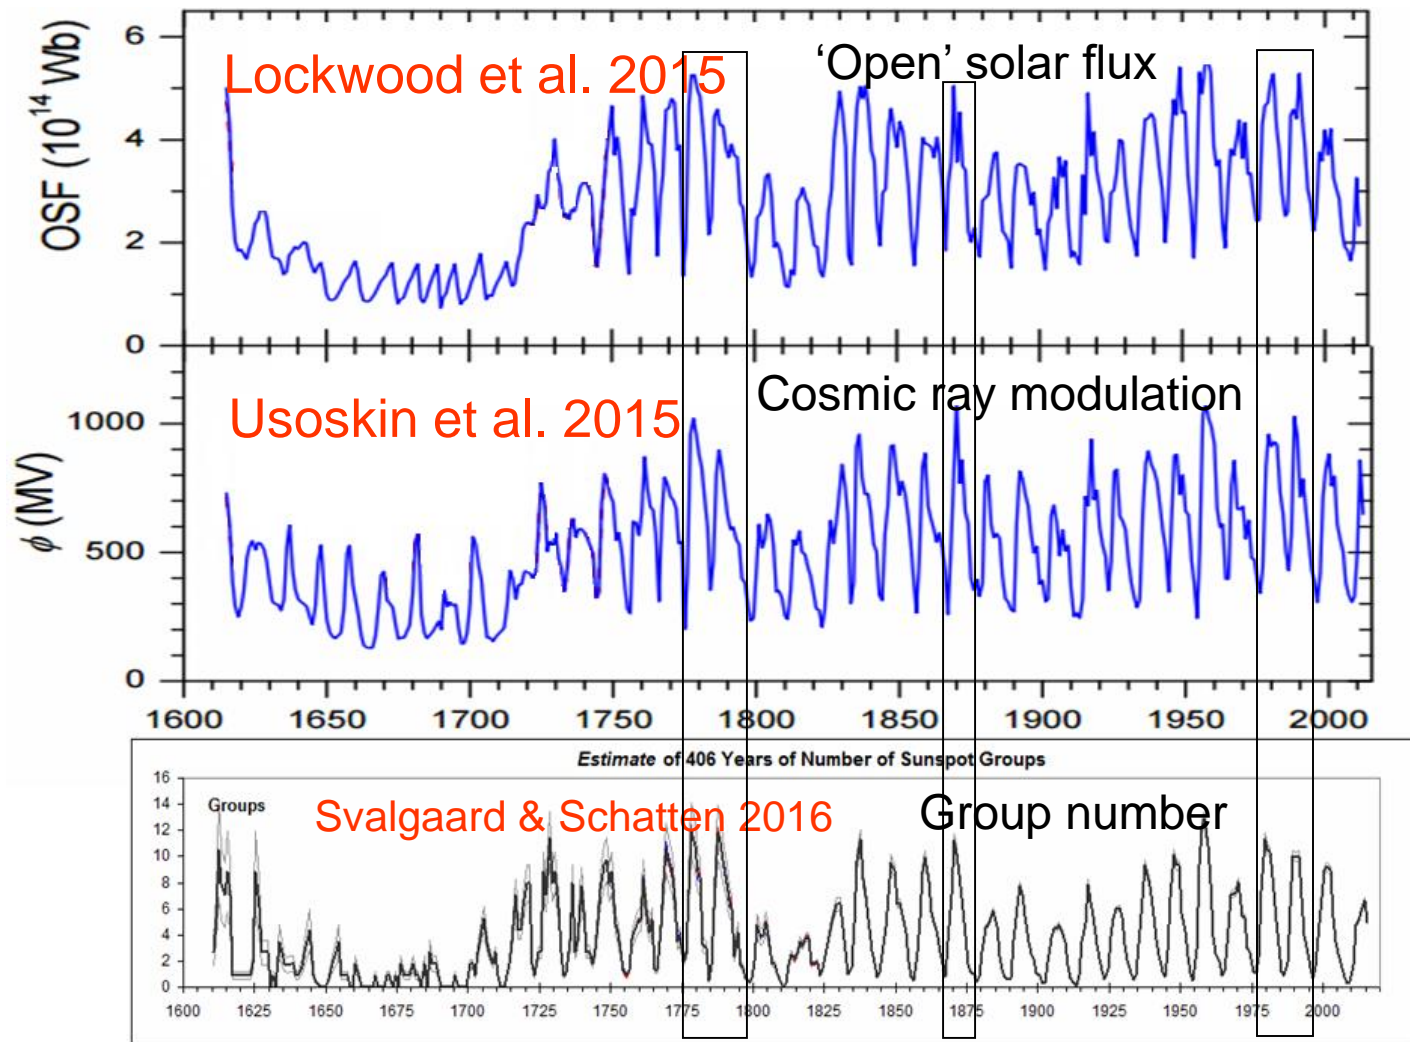 6
Lockwood et al. 2015
‘Open’ solar flux
OSF (10¹⁴ Wb)
4
2
0
Usoskin et al. 2015
Cosmic ray modulation
ϕ (MV)
1000
500
0
1600 1650 1700 1750 1800 1850 1900 1950 2000
Estimate of 406 Years of Number of Sunspot Groups
16
14
12
10
8
6
4
2
0
Groups
Svalgaard & Schatten 2016
Group number
1600 1625 1650 1675 1700 1725 1750 1775 1800 1825 1850 1875 1900 1925 1950 1975 2000